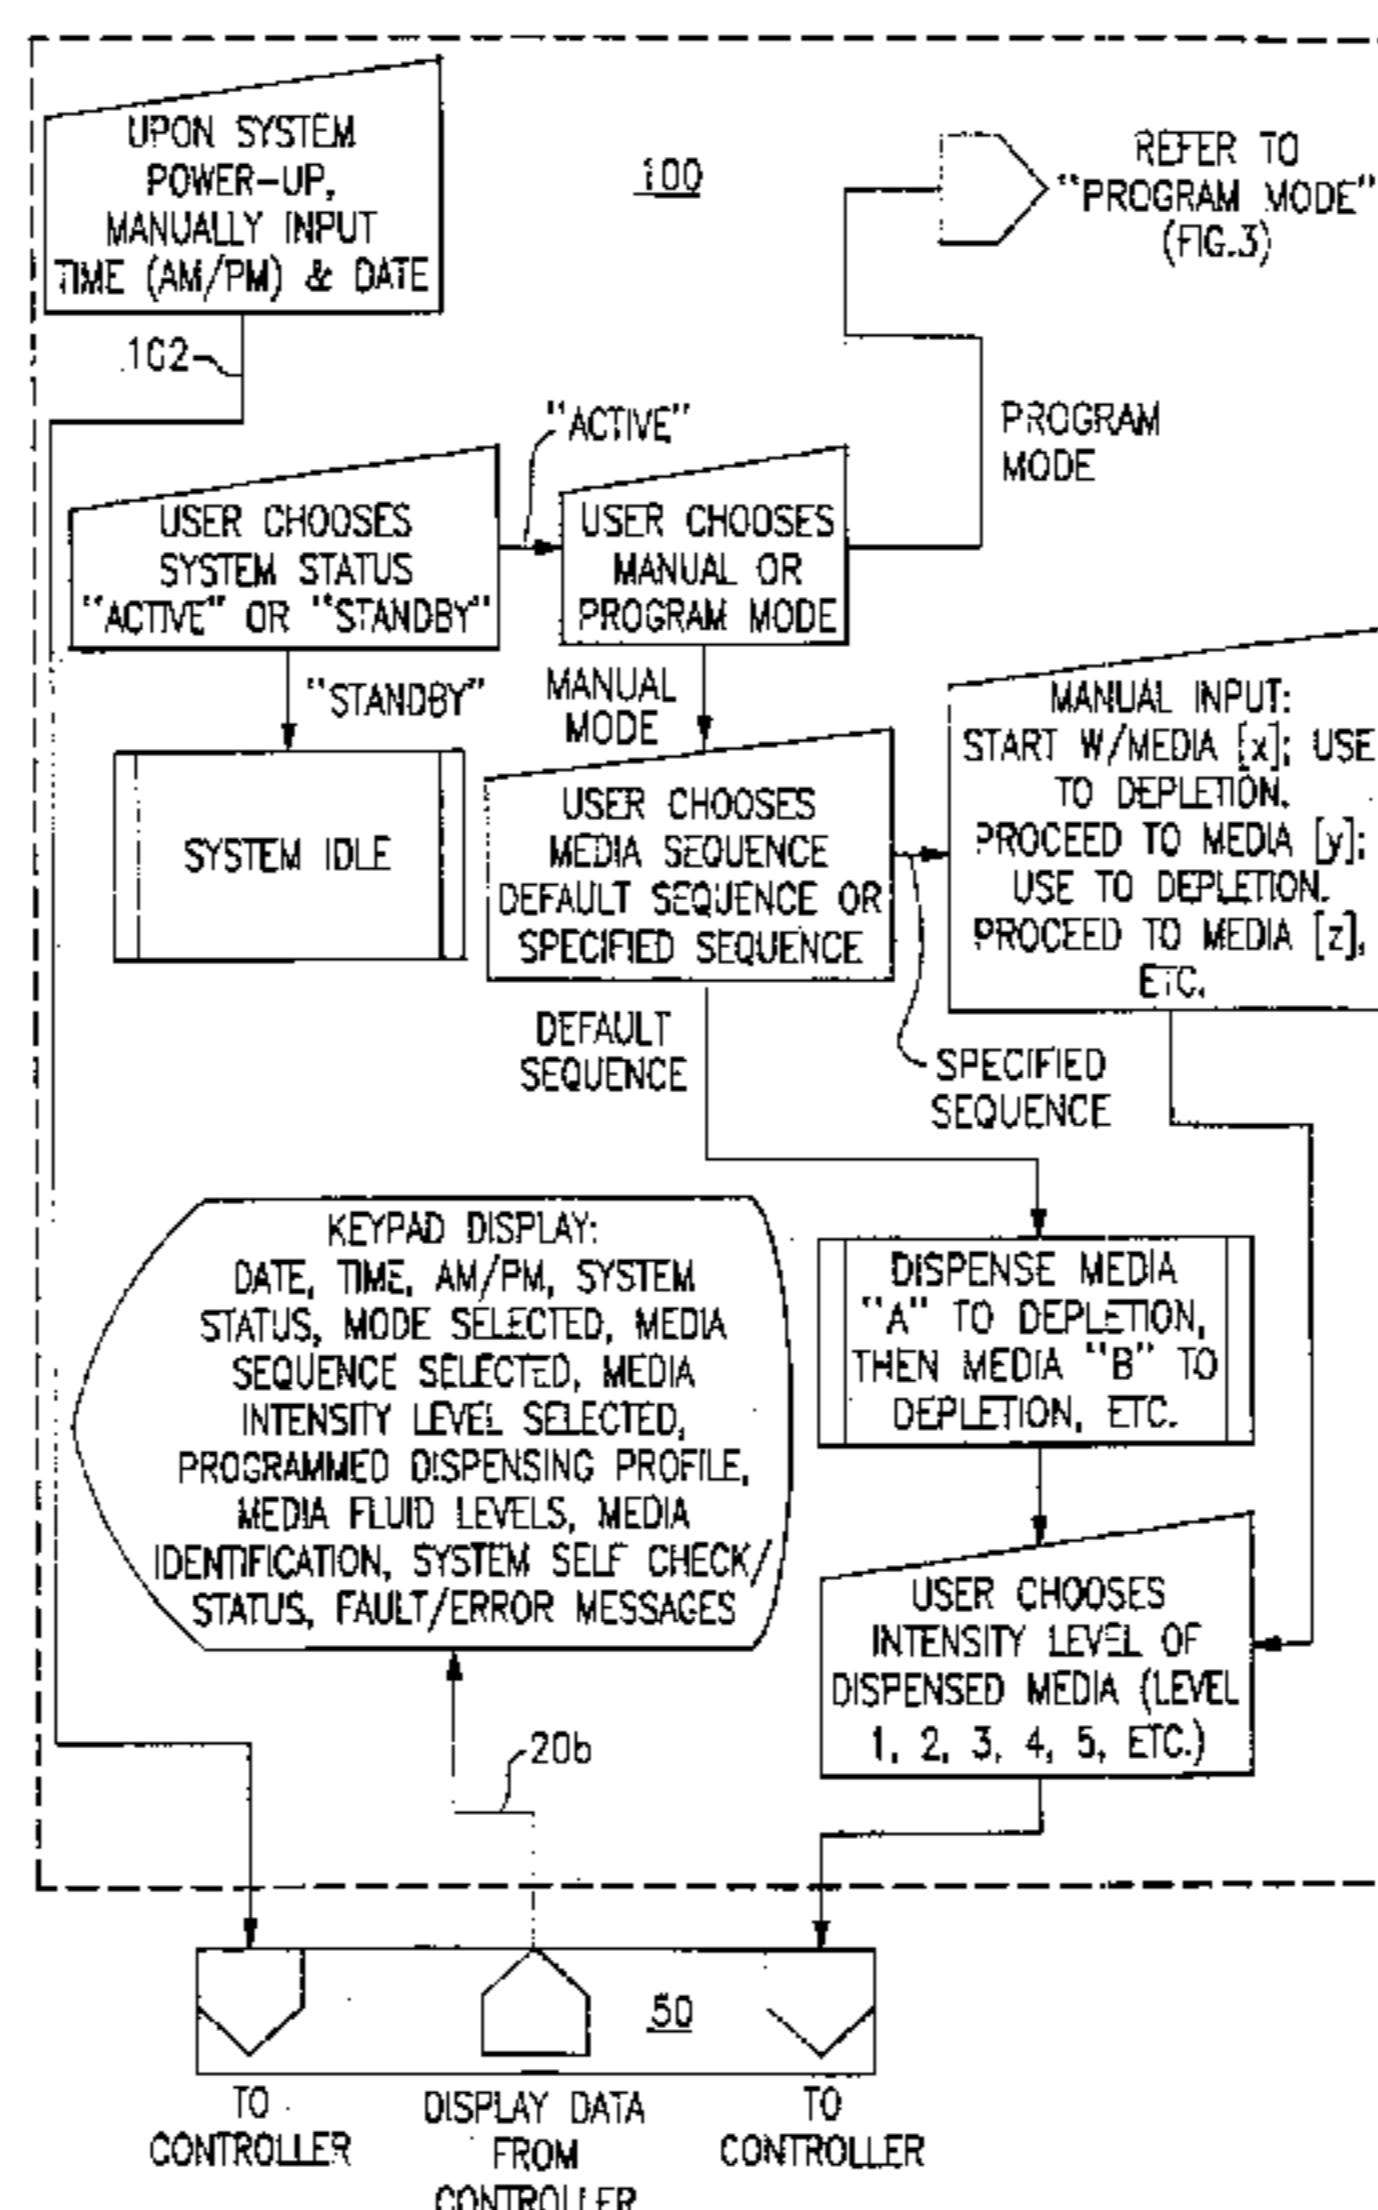 UPON SYSTEM
POWER-UP,
MANUALLY INPUT
TIME (AM/PM) & DATE
100
REFER TO
"PROGRAM MODE"
(FIG.3)
102
"ACTIVE"
PROGRAM
MODE
USER CHOOSES
SYSTEM STATUS
"ACTIVE" OR "STANDBY"
USER CHOOSES
MANUAL OR
PROGRAM MODE
"STANDBY"
MANUAL
MODE
SYSTEM IDLE
USER CHOOSES
MEDIA SEQUENCE
DEFAULT SEQUENCE OR
SPECIFIED SEQUENCE
MANUAL INPUT:
START W/MEDIA [x]; USE
TO DEPLETION.
PROCEED TO MEDIA [y];
USE TO DEPLETION.
PROCEED TO MEDIA [z],
ETC.
DEFAULT
SEQUENCE
SPECIFIED
SEQUENCE
KEYPAD DISPLAY:
DATE, TIME, AM/PM, SYSTEM
STATUS, MODE SELECTED, MEDIA
SEQUENCE SELECTED, MEDIA
INTENSITY LEVEL SELECTED,
PROGRAMMED DISPENSING PROFILE,
MEDIA FLUID LEVELS, MEDIA
IDENTIFICATION, SYSTEM SELF CHECK/
STATUS, FAULT/ERROR MESSAGES
DISPENSE MEDIA
"A" TO DEPLETION,
THEN MEDIA "B" TO
DEPLETION, ETC.
USER CHOOSES
INTENSITY LEVEL OF
DISPENSED MEDIA (LEVEL
1, 2, 3, 4, 5, ETC.)
20b
50
TO
CONTROLLER
DISPLAY DATA
FROM
CONTROLLER
TO
CONTROLLER